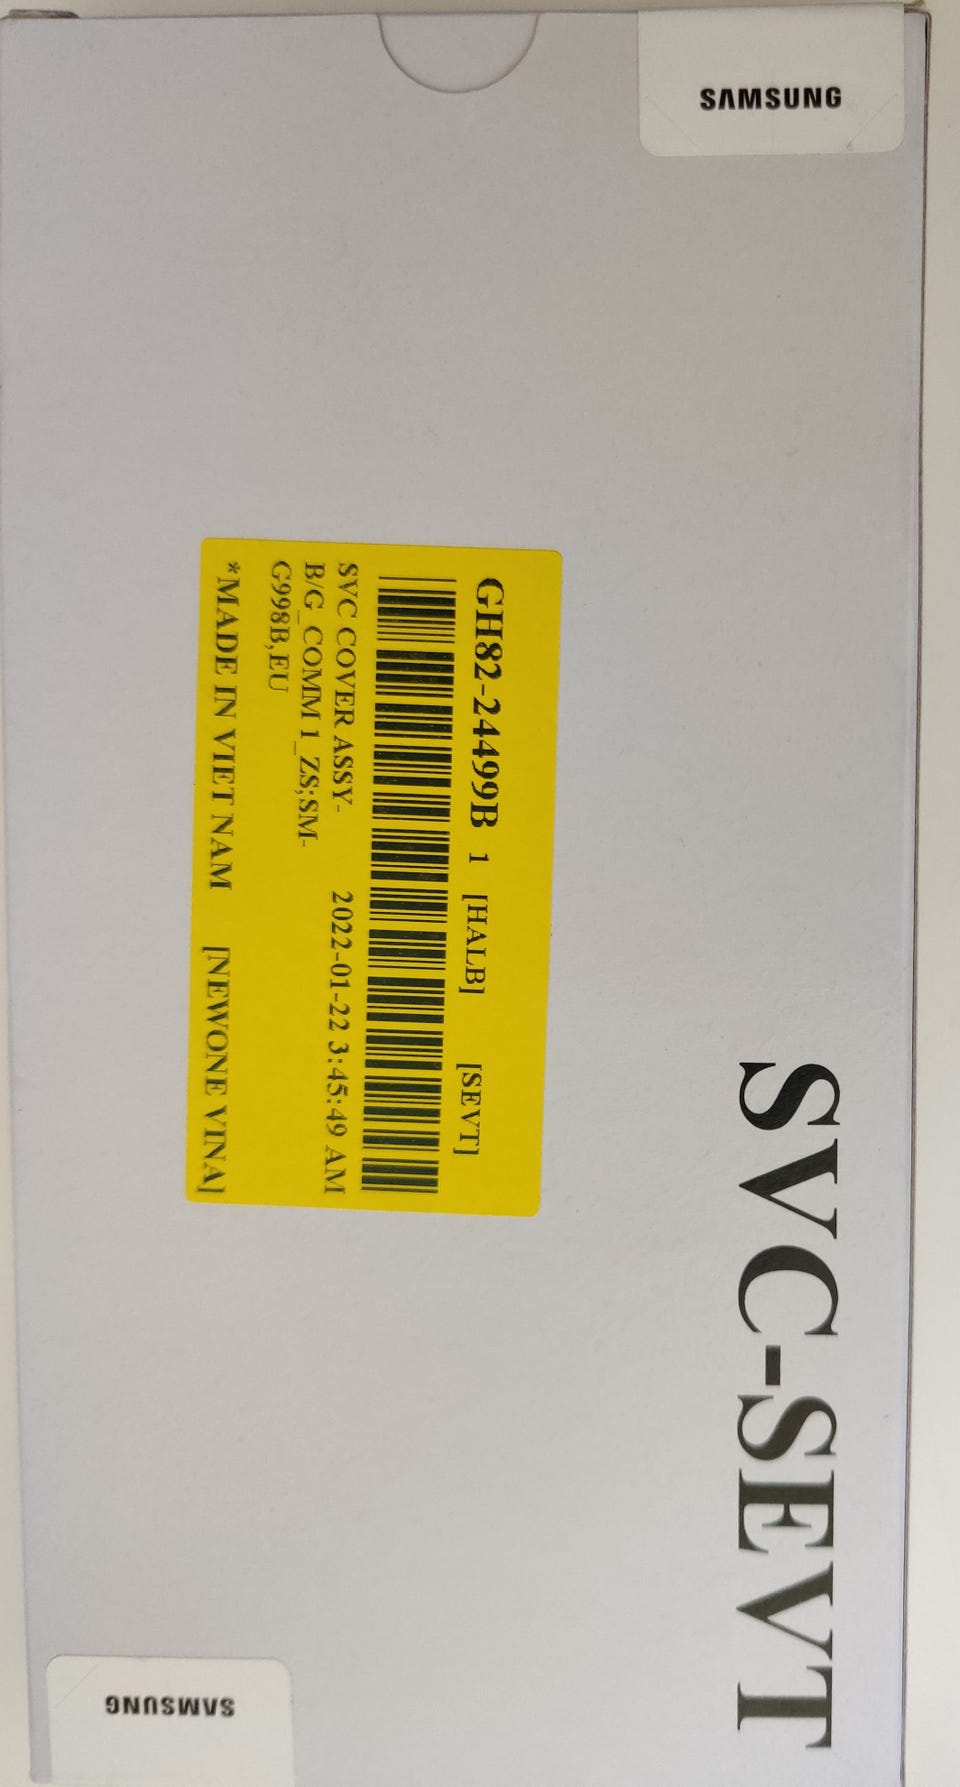 SAMSUNG
GH82-24499B 1 [HALB] [SEVT]
SVC COVER ASSY- 2022-01-22 3:45:49 AM
B/G_COMM 1_ZS;SM-
G998B,EU
*MADE IN VIET NAM [NEWONE VINA]
SVC-SEVT
SAMSUNG